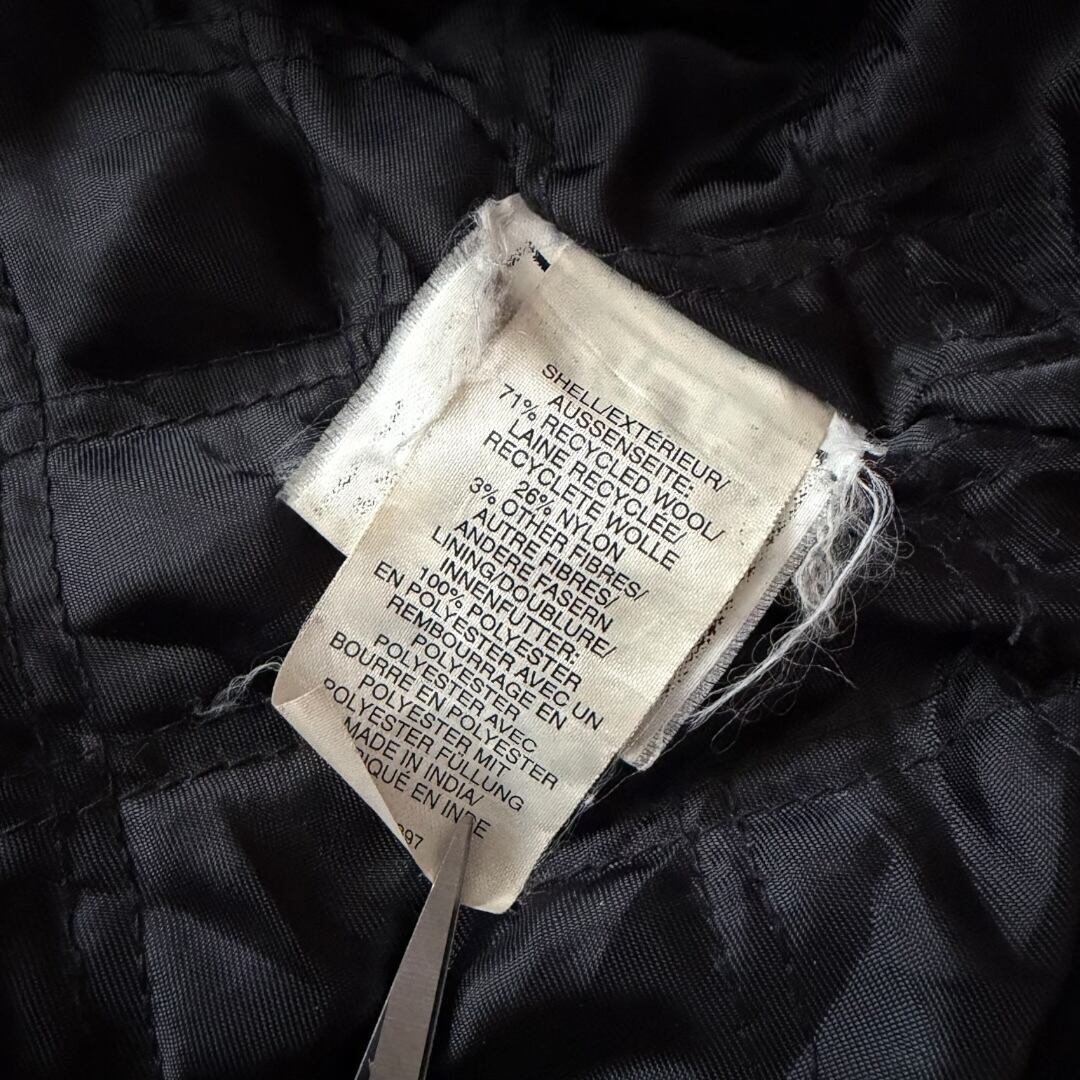 SHELL/EXTÉRIEUR/
AUSSENSEITE:
71% RECYCLED WOOL/
LAINE RECYCLÉE/
RECYCLETE WOLLE
26% NYLON
3% OTHER FIBRES/
AUTRE FIBRES/
ANDERE FASERN
LINING/DOUBLURE/
INNENFUTTER:
100% POLYESTER
EN POLYESTER AVEC UN
REMBOURRAGE EN
POLYESTER
POLYESTER AVEC
BOURRE EN POLYESTER
POLYESTER MIT
POLYESTER FÜLLUNG
MADE IN INDIA/
EN INDE